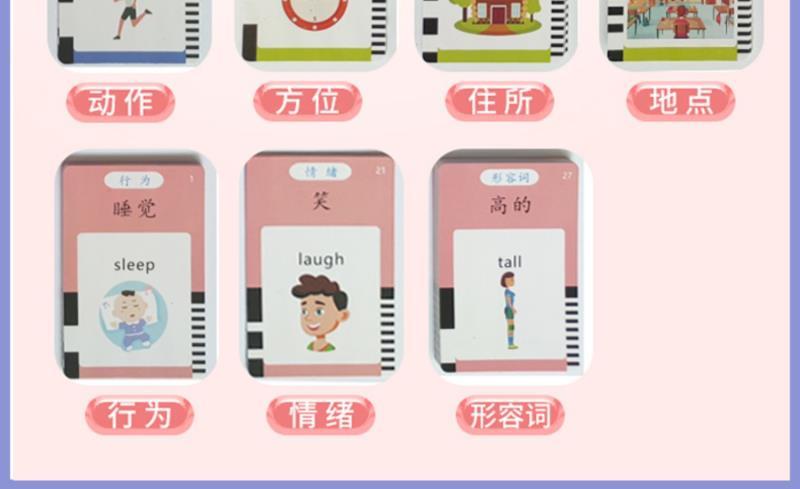 动作
方位
住所
地点
行为 1
睡觉
sleep
情绪 21
笑
laugh
形容词 27
高的
tall
行为
情绪
形容词